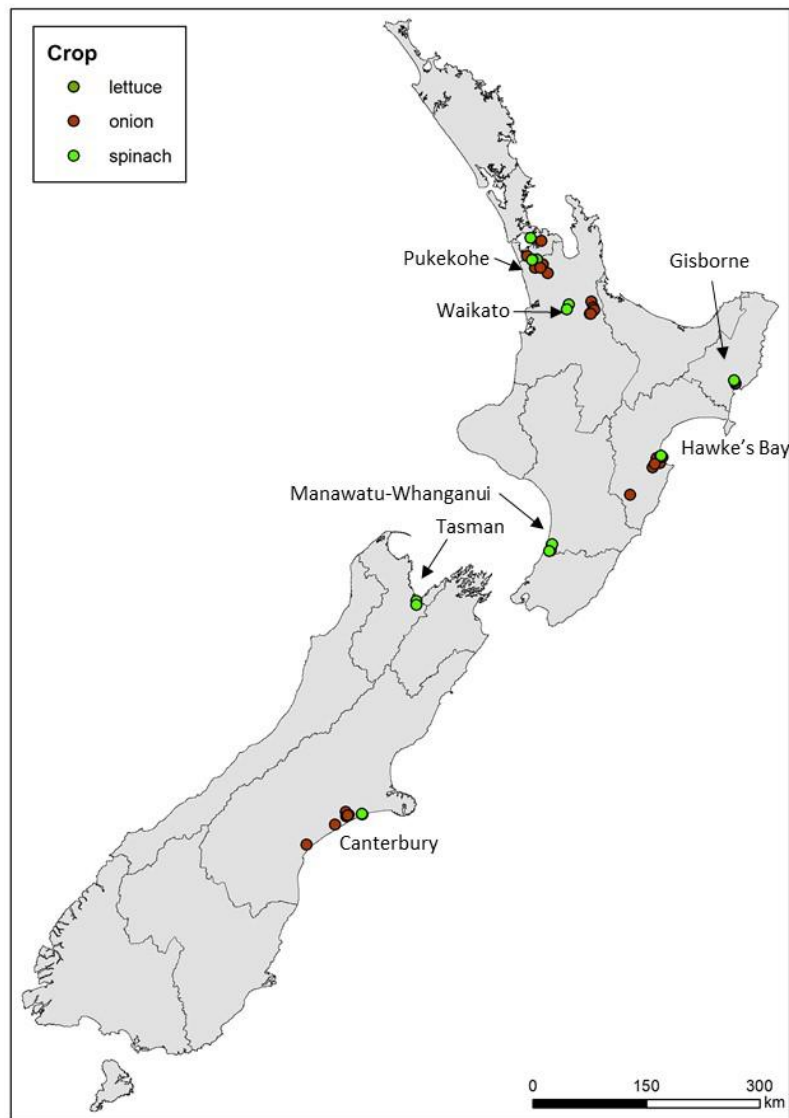 Crop
lettuce
onion
spinach
Pukekohe
Gisborne
Waikato
Hawke's Bay
Manawatu-Whanganui
Tasman
Canterbury
0 150 300
km